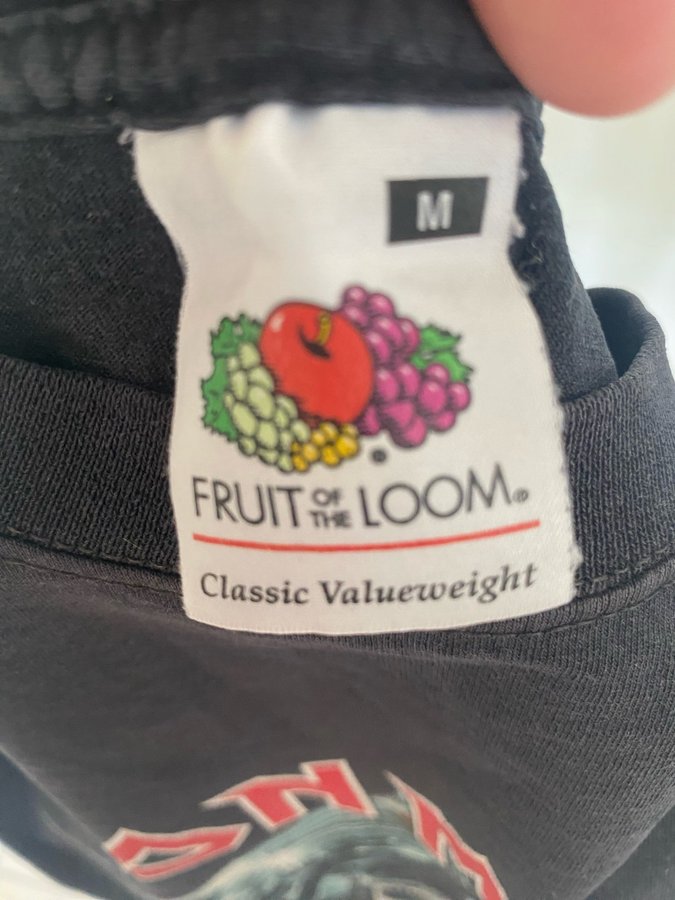 M
FRUIT OF THE LOOM®
Classic Valueweight